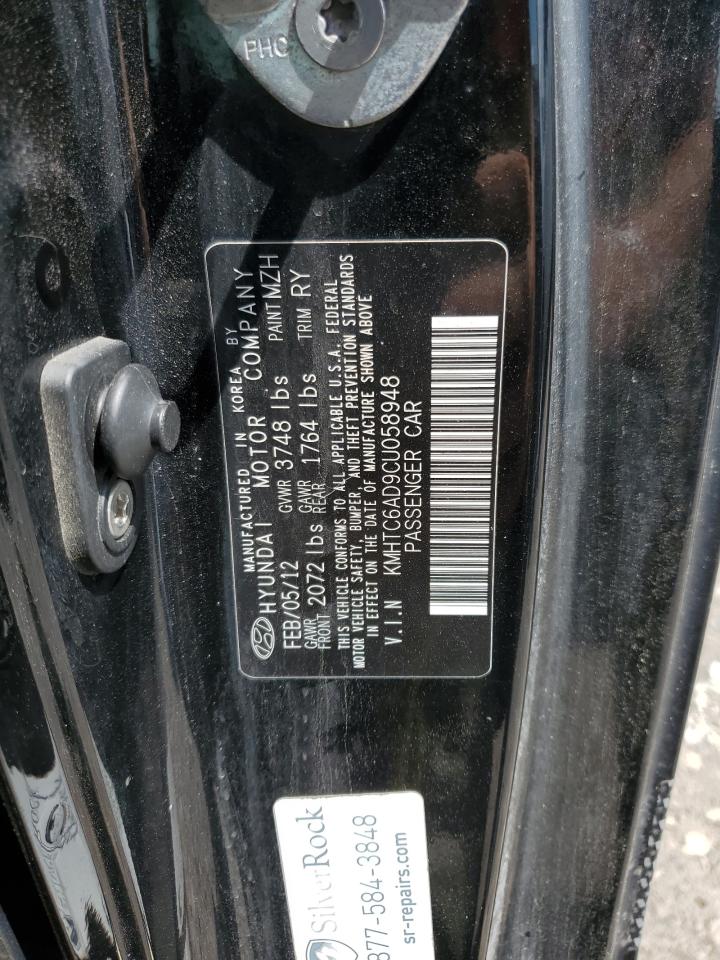 PHC
MANUFACTURED IN KOREA BY
HYUNDAI MOTOR COMPANY
FEB/05/12 GVWR 3748 lbs PAINT MZH
GAWR FRONT 2072 lbs GAWR REAR 1764 lbs TRIM RY
THIS VEHICLE CONFORMS TO ALL APPLICABLE U.S.A. FEDERAL
MOTOR VEHICLE SAFETY, BUMPER, AND THEFT PREVENTION STANDARDS
IN EFFECT ON THE DATE OF MANUFACTURE SHOWN ABOVE
V.I.N KMHTC6AD9CU058948
PASSENGER CAR
SilverRock
877-584-3848
sr-repairs.com